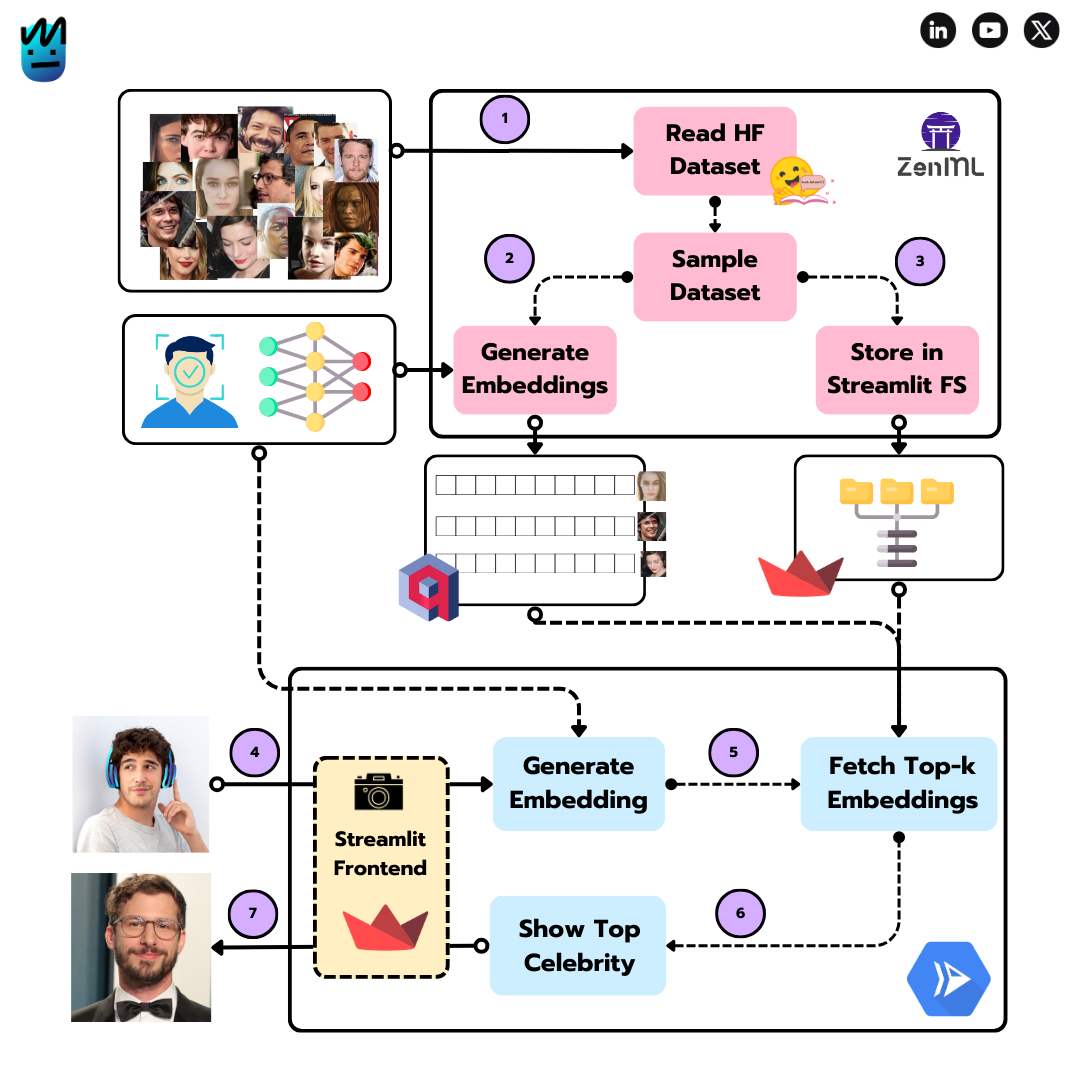 in
1
Read HF
Dataset
ZenML
2
Sample
Dataset
3
Generate
Embeddings
Store in
Streamlit FS
4
Generate
Embedding
5
Fetch Top-k
Embeddings
Streamlit
Frontend
7
Show Top
Celebrity
6